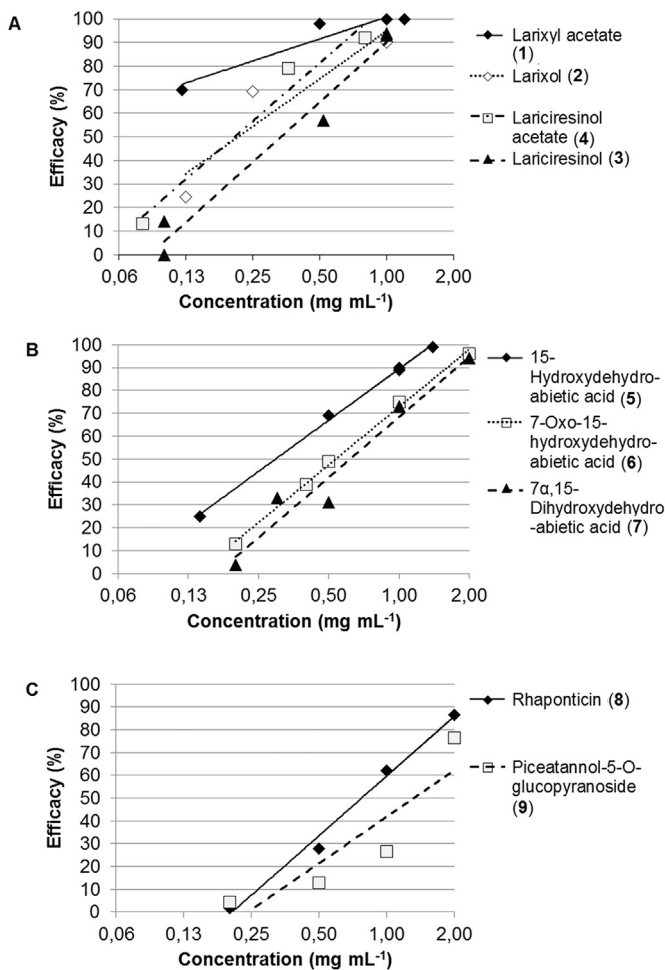 A
100
90
80
70
60
50
40
30
20
10
0
Efficacy (%)
0,06 0,13 0,25 0,50 1,00 2,00
Concentration (mg mL-1)
Larixyl acetate
(1)
Larixol (2)
Lariciresinol
acetate (4)
Lariciresinol (3)
B
100
90
80
70
60
50
40
30
20
10
0
Efficacy (%)
0,06 0,13 0,25 0,50 1,00 2,00
Concentration (mg mL-1)
15-
Hydroxydehydro-
abietic acid (5)
7-Oxo-15-
hydroxydehydro-
abietic acid (6)
7α,15-
Dihydroxydehydro
-abietic acid (7)
C
100
90
80
70
60
50
40
30
20
10
0
Efficacy (%)
0,06 0,13 0,25 0,50 1,00 2,00
Concentration (mg mL-1)
Rhaponticin (8)
Piceatannol-5-O-
glucopyranoside
(9)